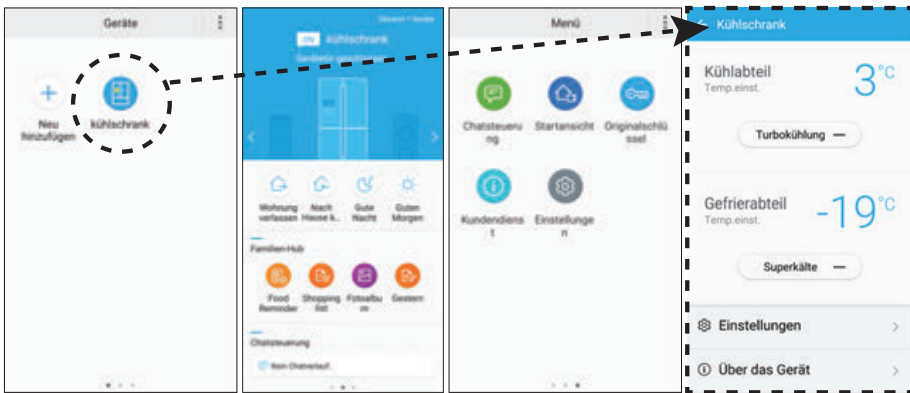 Geräte
Neu
hinzufügen
kühlschrank
ON kühlschrank
Wohnung
verlassen
Nach
Hause k..
Gute
Nacht
Guten
Morgen
Familien-Hub
Food
Reminder
Shopping
list
Fotoalbu
m
Gestern
Chatsteuerung
Kein Chatverlauf.
Menü
Chatsteueru
ng
Startansicht
Originalschlü
ssel
Kundendiens
t
Einstellunge
n
Kühlschrank
Kühlabteil
Temp.einst.
3°C
Turbokühlung
Gefrierabteil
Temp.einst.
-19°C
Superkälte
Einstellungen
Über das Gerät